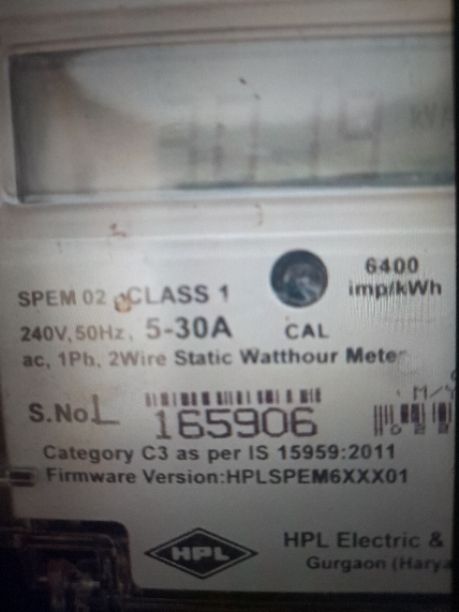 SPEM 02 CLASS 1
6400
imp/kWh
240V, 50Hz, 5-30A
CAL
ac, 1Ph, 2Wire Static Watthour Meter
S.No.L 165906
Category C3 as per IS 15959:2011
Firmware Version:HPLSPEM6XXX01
HPL
HPL Electric &
Gurgaon (Harya